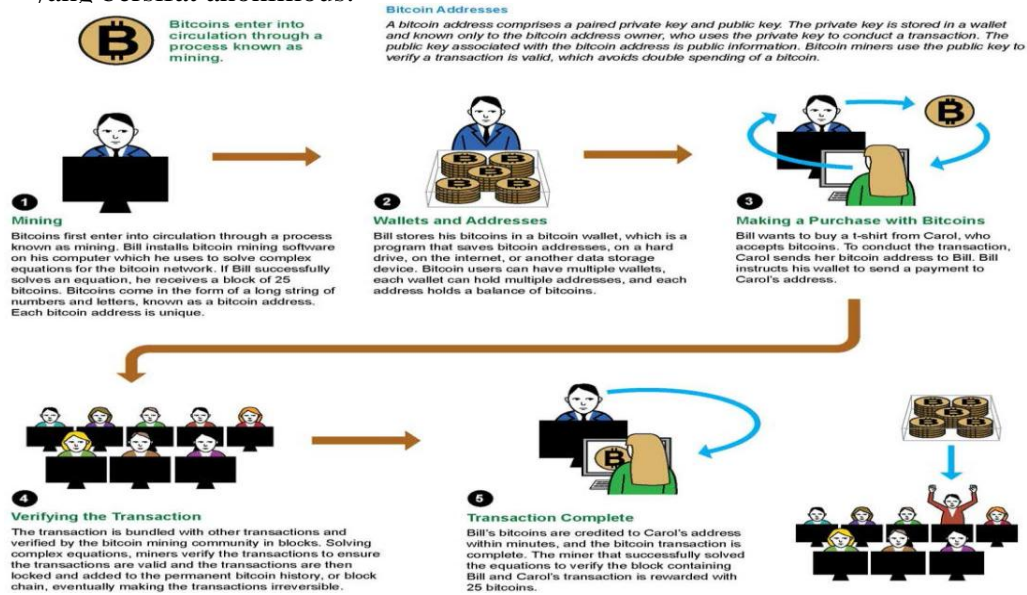 yang bersifat anonimous.
Bitcoins enter into
circulation through a
process known as
mining.
Bitcoin Addresses
A bitcoin address comprises a paired private key and public key. The private key is stored in a wallet
and known only to the bitcoin address owner, who uses the private key to conduct a transaction. The
public key associated with the bitcoin address is public information. Bitcoin miners use the public key to
verify a transaction is valid, which avoids double spending of a bitcoin.
1
Mining
Bitcoins first enter into circulation through a process
known as mining. Bill installs bitcoin mining software
on his computer which he uses to solve complex
equations for the bitcoin network. If Bill successfully
solves an equation, he receives a block of 25
bitcoins. Bitcoins come in the form of a long string of
numbers and letters, known as a bitcoin address.
Each bitcoin address is unique.
2
Wallets and Addresses
Bill stores his bitcoins in a bitcoin wallet, which is a
program that saves bitcoin addresses, on a hard
drive, on the internet, or another data storage
device. Bitcoin users can have multiple wallets,
each wallet can hold multiple addresses, and each
address holds a balance of bitcoins.
3
Making a Purchase with Bitcoins
Bill wants to buy a t-shirt from Carol, who
accepts bitcoins. To conduct the transaction,
Carol sends her bitcoin address to Bill. Bill
instructs his wallet to send a payment to
Carol's address.
4
Verifying the Transaction
The transaction is bundled with other transactions and
verified by the bitcoin mining community in blocks. Solving
complex equations, miners verify the transactions to ensure
the transactions are valid and the transactions are then
locked and added to the permanent bitcoin history, or block
chain, eventually making the transactions irreversible.
5
Transaction Complete
Bill's bitcoins are credited to Carol's address
within minutes, and the bitcoin transaction is
complete. The miner that successfully solved
the equations to verify the block containing
Bill and Carol's transaction is rewarded with
25 bitcoins.